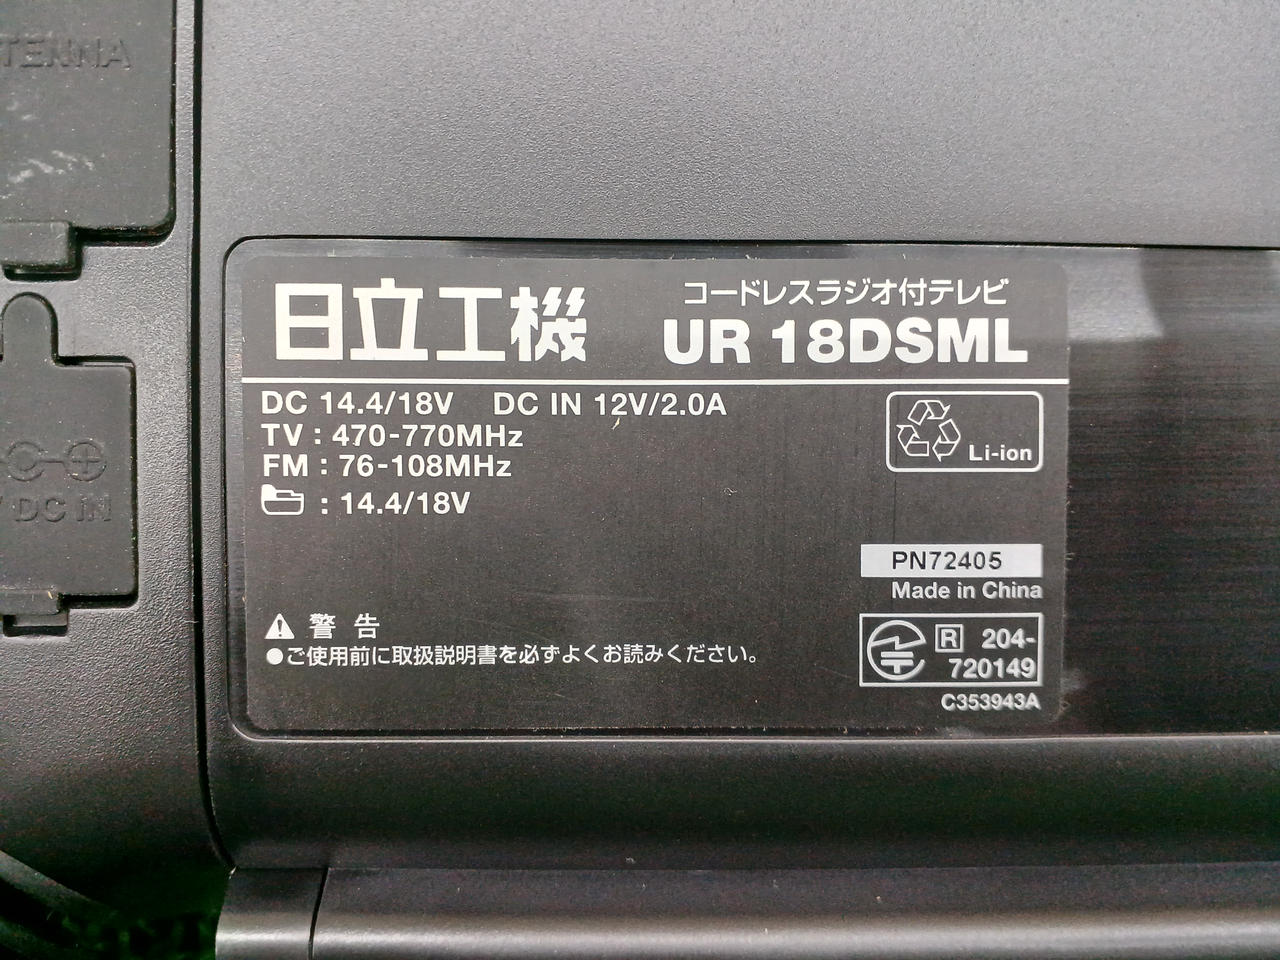 TENNA
日立工機
コードレスラジオ付テレビ
UR 18DSML
DC 14.4/18V DC IN 12V/2.0A
TV : 470-770MHz
FM : 76-108MHz
: 14.4/18V
Li-ion
DC IN
PN72405
Made in China
警告
●ご使用前に取扱説明書を必ずよくお読みください。
R 204-
720149
C353943A